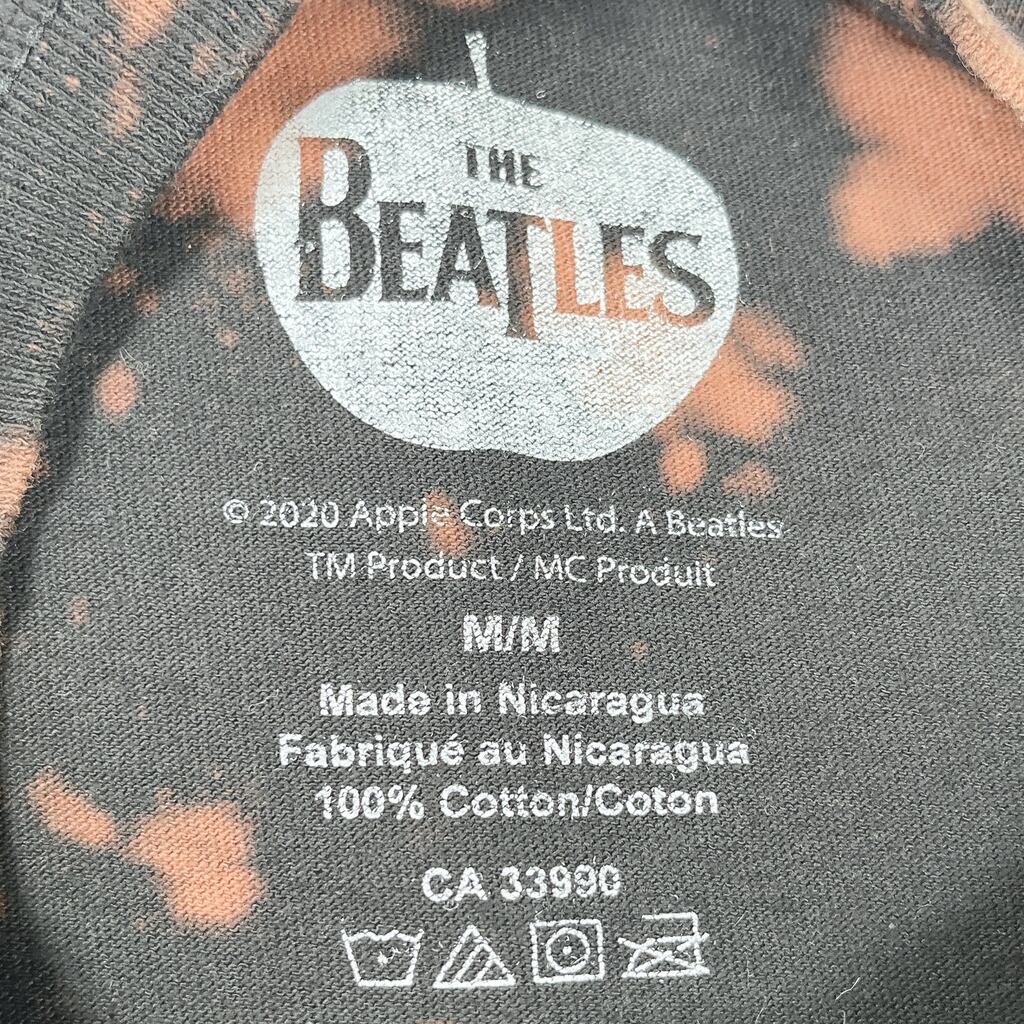 THE
BEATLES
© 2020 Apple Corps Ltd. A Beatles
TM Product / MC Produit
M/M
Made in Nicaragua
Fabriqué au Nicaragua
100% Cotton/Coton
CA 33990